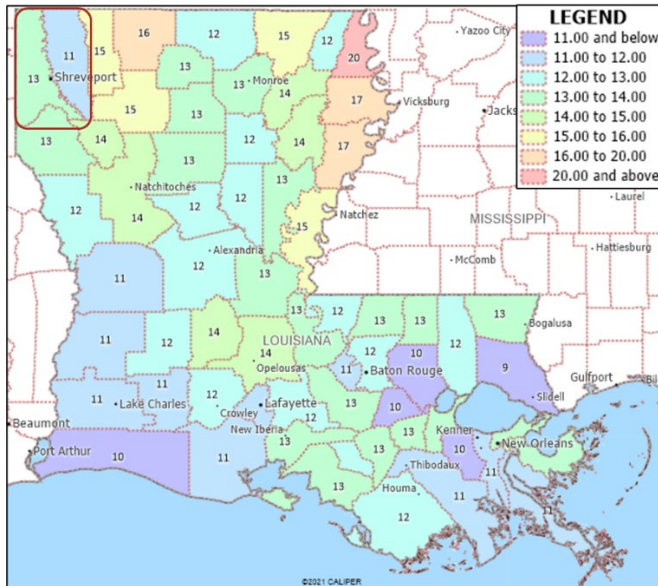 LEGEND
11.00 and below
11.00 to 12.00
12.00 to 13.00
13.00 to 14.00
14.00 to 15.00
15.00 to 16.00
16.00 to 20.00
20.00 and above
11 15 16 12 15 12 20
Yazoo City
13
Shreveport
13
13 Monroe
14
17
Vicksburg
15
13
Jacks
13
14
12
14
17
Natchitoches
13
12
14
12
12
15
Natchez
MISSISSIPPI
Laurel
Hattiesburg
Alexandria
12
McComb
11
13
13
12
13
13
13
Bogalusa
11
12
14
LOUISIANA
14
Opelousas
12
11
Baton Rouge
10
12
9
Gulfport
Slidell
11
11
Lake Charles
12
Crowley
Lafayette
12
New Iberia
13
10
13
13
Kenner
New Orleans
Beaumont
Port Arthur
10
11
13
10
Thibodaux
11
13
Houma
12
11
11
©2021 CALIPER